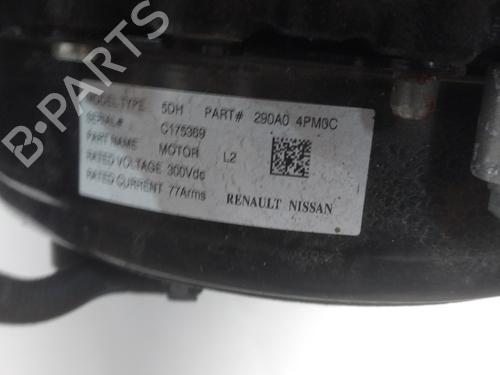 MODEL TYPE 5DH PART# 290A0 4PM0C
SERIAL# C175369
PART NAME MOTOR L2
RATED VOLTAGE 300Vdc
RATED CURRENT 77Arms
RENAULT NISSAN
B-PARTS